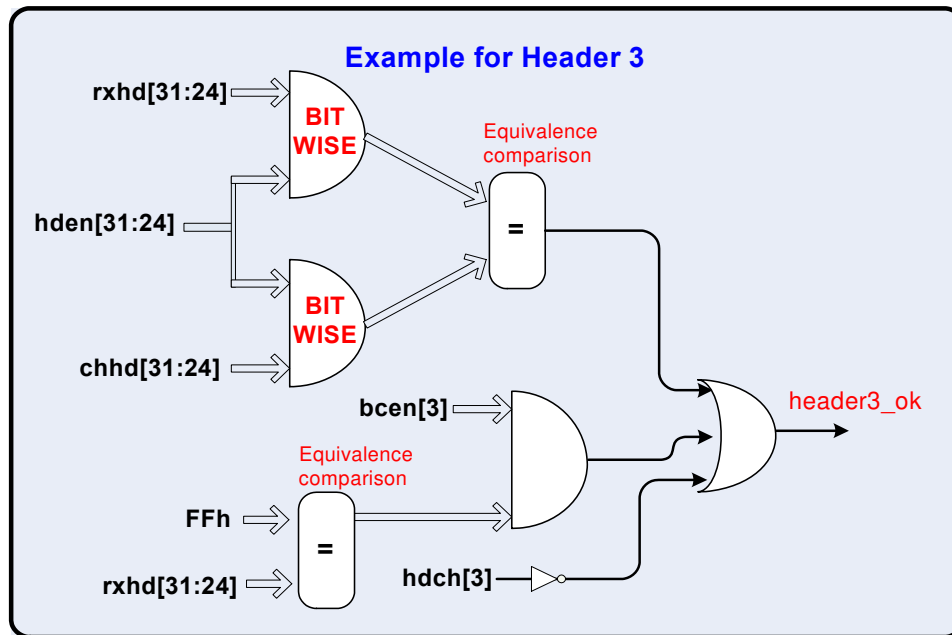 Example for Header 3
rxhd[31:24]
BIT
WISE
Equivalence
comparison
hden[31:24]
=
BIT
WISE
chhd[31:24]
bcen[3]
header3_ok
Equivalence
comparison
FFh
=
rxhd[31:24]
hdch[3]